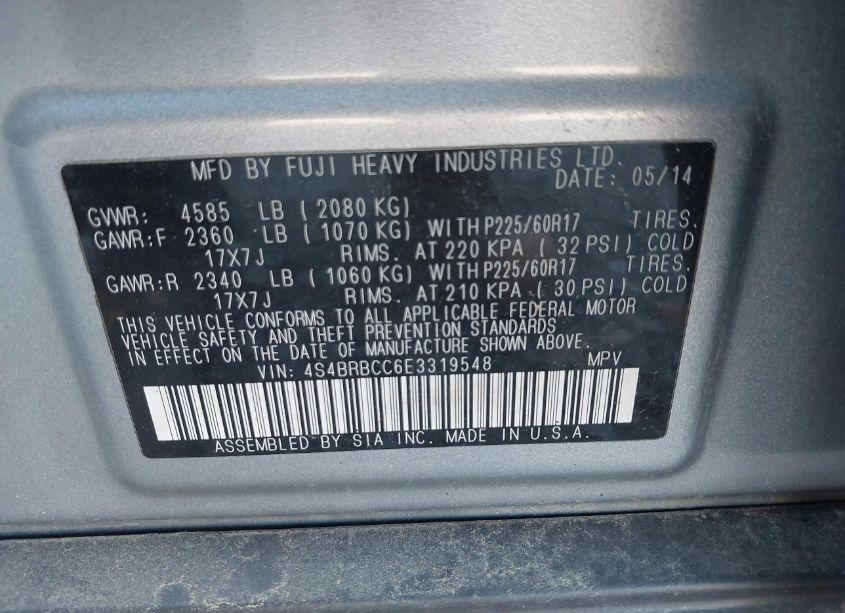 MFD BY FUJI HEAVY INDUSTRIES LTD.
DATE: 05/14
GVWR: 4585 LB ( 2080 KG)
GAWR:F 2360 LB ( 1070 KG) WITH P225/60R17 TIRES.
17X7J RIMS. AT 220 KPA ( 32 PSI) COLD
GAWR:R 2340 LB ( 1060 KG) WITH P225/60R17 TIRES.
17X7J RIMS. AT 210 KPA ( 30 PSI) COLD
THIS VEHICLE CONFORMS TO ALL APPLICABLE FEDERAL MOTOR
VEHICLE SAFETY AND THEFT PREVENTION STANDARDS
IN EFFECT ON THE DATE OF MANUFACTURE SHOWN ABOVE.
VIN: 4S4BRBCC6E3319548 MPV
ASSEMBLED BY SIA INC. MADE IN U.S.A.